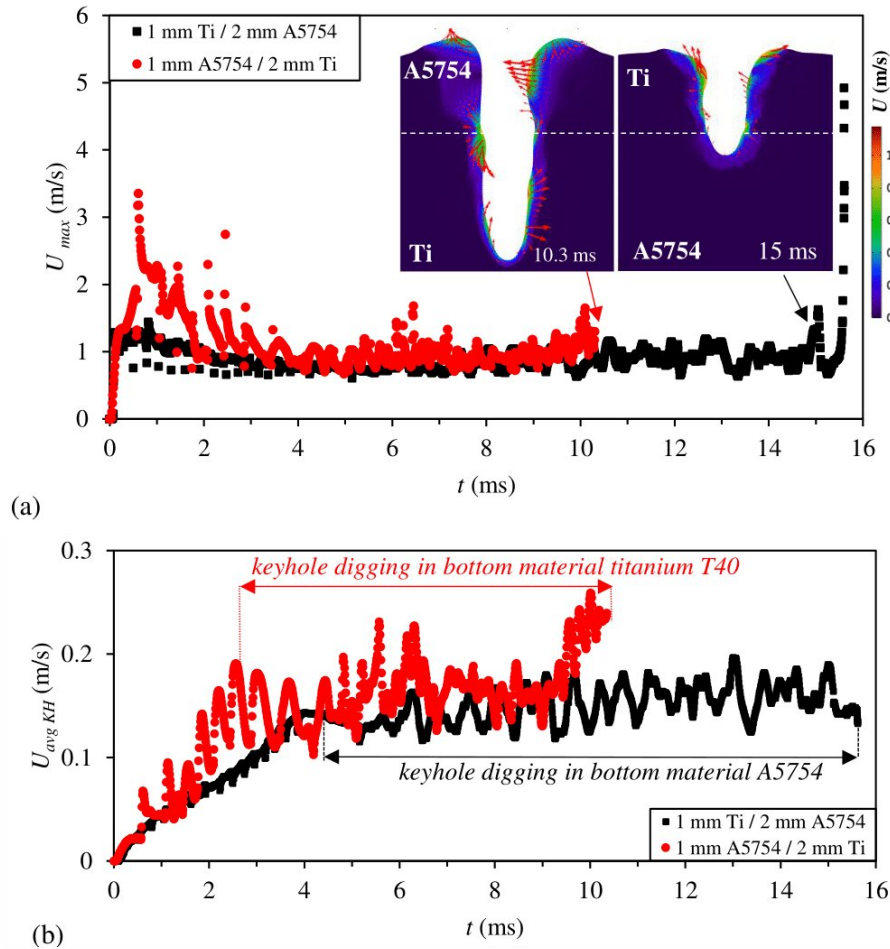 1 mm Ti / 2 mm A5754
1 mm A5754 / 2 mm Ti
A5754
Ti
10.3 ms
Ti
A5754
15 ms
U (m/s)
6
5
4
3
2
1
0
U max (m/s)
0 2 4 6 8 10 12 14 16
t (ms)
(a)
keyhole digging in bottom material titanium T40
keyhole digging in bottom material A5754
0.3
0.2
0.1
0
U avg KH (m/s)
1 mm Ti / 2 mm A5754
1 mm A5754 / 2 mm Ti
0 2 4 6 8 10 12 14 16
t (ms)
(b)